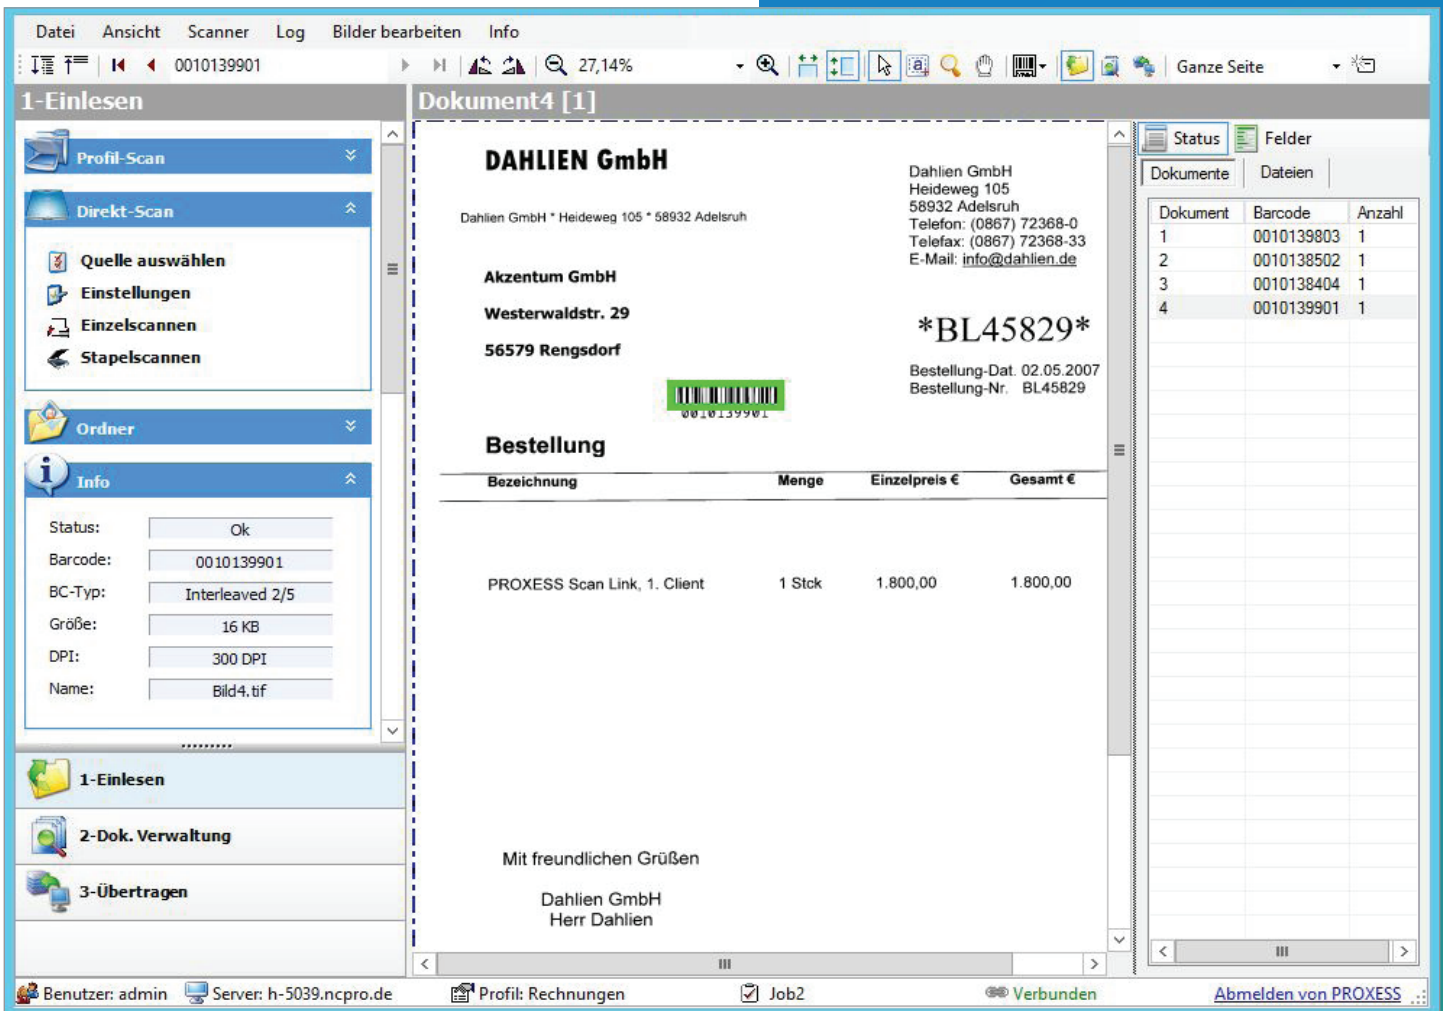 Datei Ansicht Scanner Log Bilder bearbeiten Info
0010139901 27,14% Ganze Seite
1-Einlesen
Profil-Scan
Direkt-Scan
Quelle auswählen
Einstellungen
Einzelscannen
Stapelscannen
Ordner
Info
Status: Ok
Barcode: 0010139901
BC-Typ: Interleaved 2/5
Größe: 16 KB
DPI: 300 DPI
Name: Bild4.tif
1-Einlesen
2-Dok. Verwaltung
3-Übertragen
Dokument4 [1]
DAHLIEN GmbH
Dahlien GmbH
Heideweg 105
58932 Adelsruh
Telefon: (0867) 72368-0
Telefax: (0867) 72368-33
E-Mail: info@dahlien.de
Dahlien GmbH * Heideweg 105 * 58932 Adelsruh
Akzentum GmbH
Westerwaldstr. 29
56579 Rengsdorf
*BL45829*
Bestellung-Dat. 02.05.2007
Bestellung-Nr. BL45829
0010139901
Bestellung
Bezeichnung Menge Einzelpreis € Gesamt €
PROXESS Scan Link, 1. Client 1 Stck 1.800,00 1.800,00
Mit freundlichen Grüßen
Dahlien GmbH
Herr Dahlien
Status Felder
Dokumente Dateien
Dokument Barcode Anzahl
1 0010139803 1
2 0010138502 1
3 0010138404 1
4 0010139901 1
Benutzer: admin Server: h-5039.ncpro.de Profil: Rechnungen Job2 Verbunden Abmelden von PROXESS